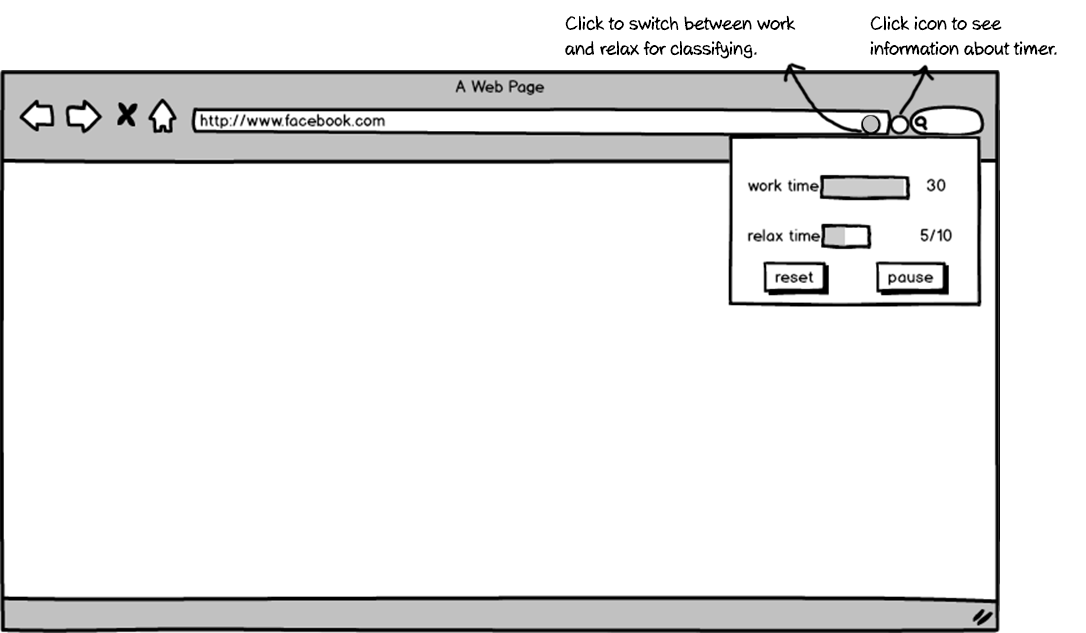 Click to switch between work
and relax for classifying.
Click icon to see
information about timer.
A Web Page
http://www.facebook.com
work time 30
relax time 5/10
reset pause